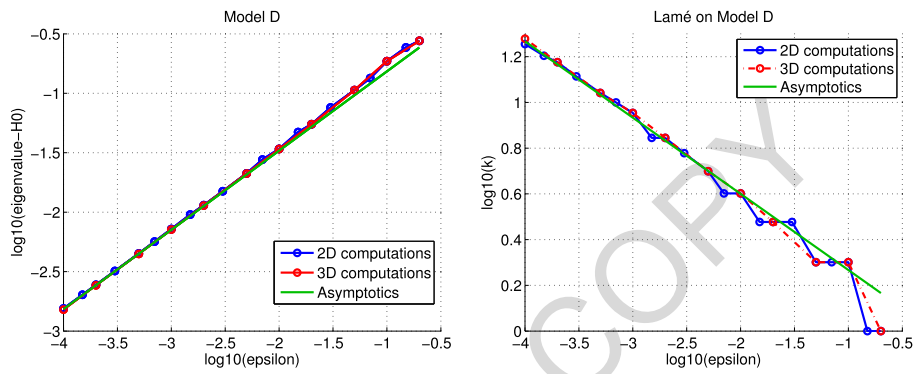 Model D
log10(eigenvalue−H0)
−0.5
−1
−1.5
−2
−2.5
−3
−4
−3.5
−3
−2.5
−2
−1.5
−1
−0.5
log10(epsilon)
2D computations
3D computations
Asymptotics
Lamé on Model D
log10(k)
1.2
1
0.8
0.6
0.4
0.2
0
−4
−3.5
−3
−2.5
−2
−1.5
−1
−0.5
log10(epsilon)
2D computations
3D computations
Asymptotics
COPY